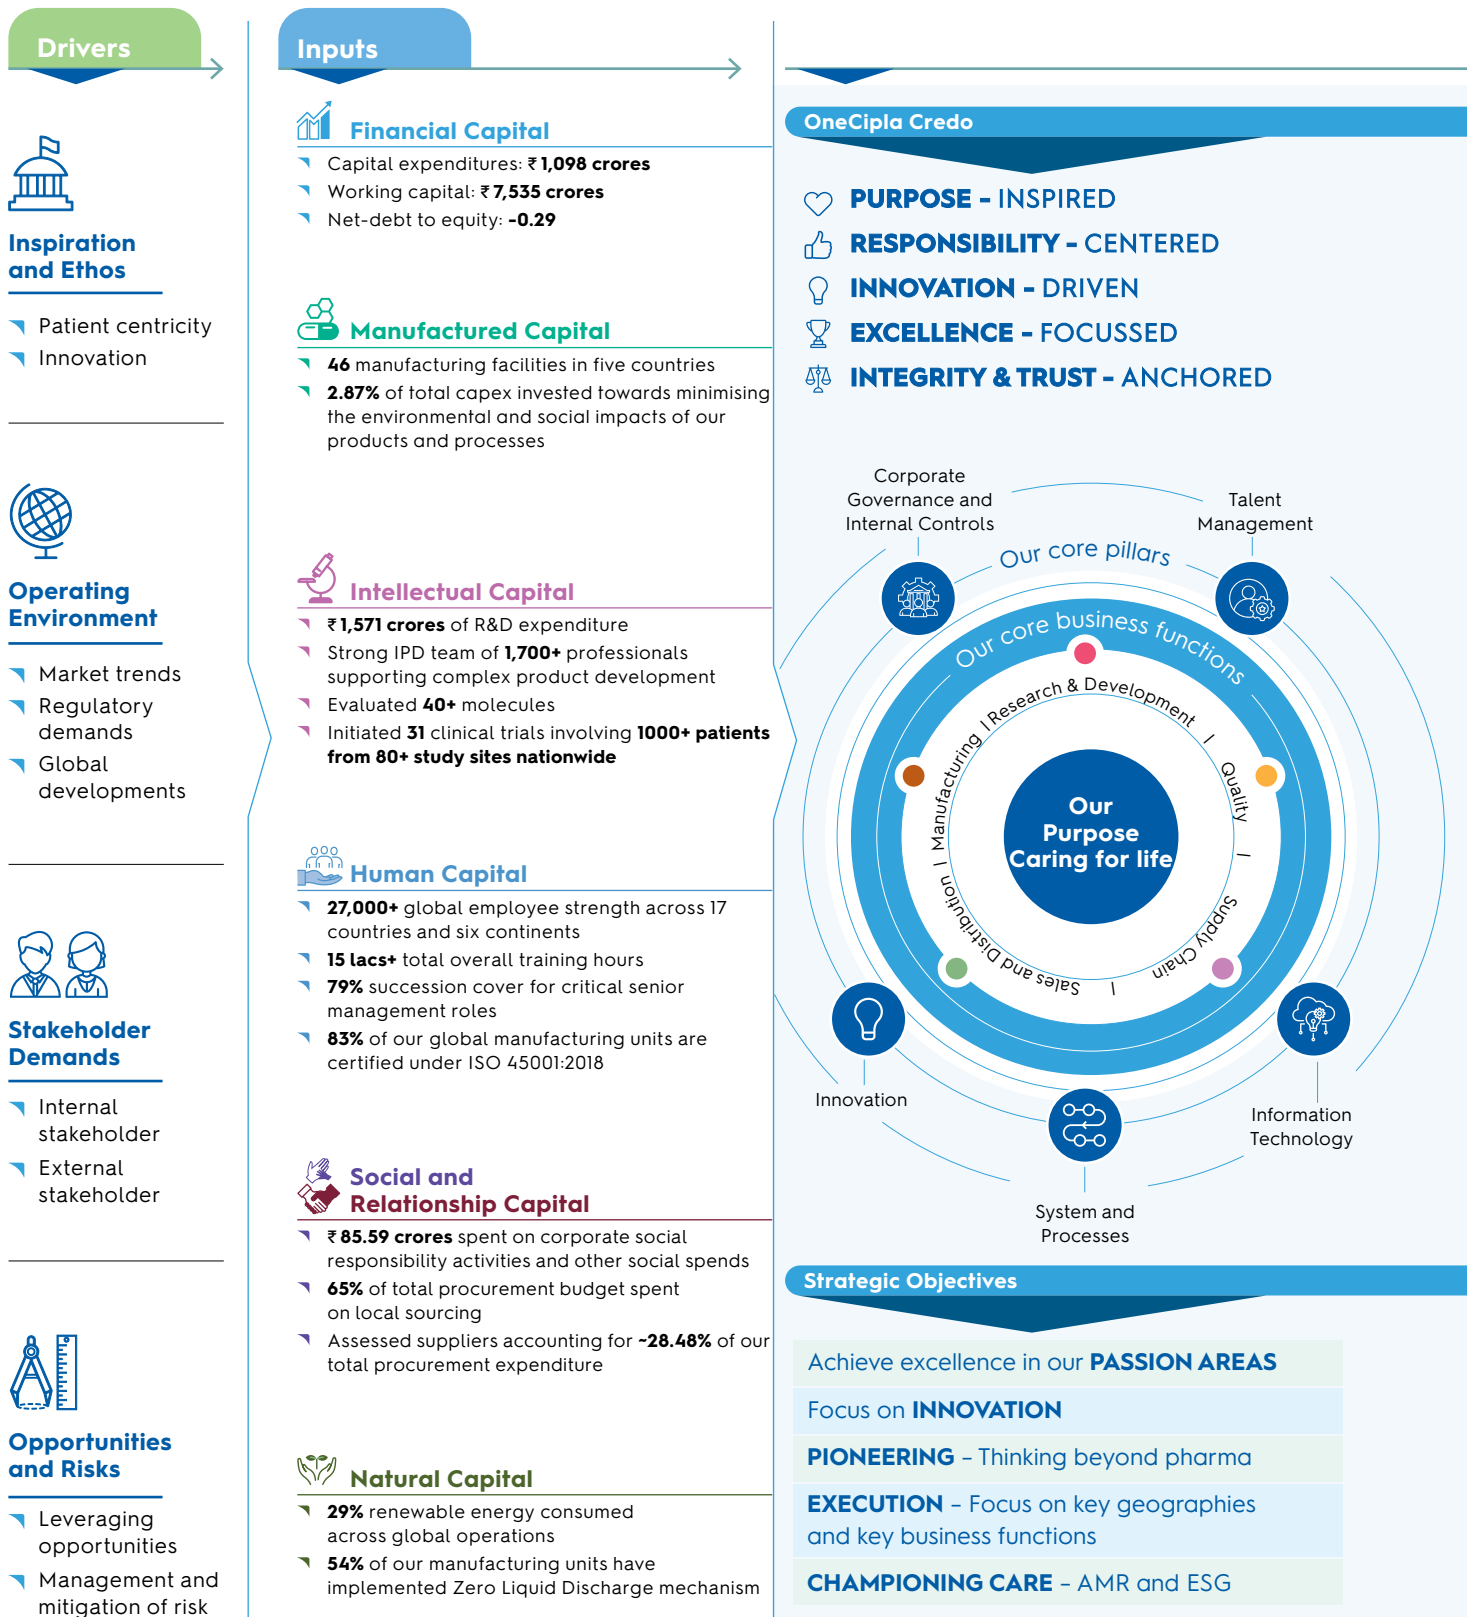 Drivers
Inspiration
and Ethos
Patient centricity
Innovation
Operating
Environment
Market trends
Regulatory
demands
Global
developments
Stakeholder
Demands
Internal
stakeholder
External
stakeholder
Opportunities
and Risks
Leveraging
opportunities
Management and
mitigation of risk
Inputs
Financial Capital
Capital expenditures: ₹ 1,098 crores
Working capital: ₹ 7,535 crores
Net-debt to equity: -0.29
Manufactured Capital
46 manufacturing facilities in five countries
2.87% of total capex invested towards minimising
the environmental and social impacts of our
products and processes
Intellectual Capital
₹ 1,571 crores of R&D expenditure
Strong IPD team of 1,700+ professionals
supporting complex product development
Evaluated 40+ molecules
Initiated 31 clinical trials involving 1000+ patients
from 80+ study sites nationwide
Human Capital
27,000+ global employee strength across 17
countries and six continents
15 lacs+ total overall training hours
79% succession cover for critical senior
management roles
83% of our global manufacturing units are
certified under ISO 45001:2018
Social and
Relationship Capital
₹ 85.59 crores spent on corporate social
responsibility activities and other social spends
65% of total procurement budget spent
on local sourcing
Assessed suppliers accounting for ~28.48% of our
total procurement expenditure
Natural Capital
29% renewable energy consumed
across global operations
54% of our manufacturing units have
implemented Zero Liquid Discharge mechanism
OneCipla Credo
PURPOSE - INSPIRED
RESPONSIBILITY - CENTERED
INNOVATION - DRIVEN
EXCELLENCE - FOCUSSED
INTEGRITY & TRUST - ANCHORED
Corporate
Governance and
Internal Controls
Talent
Management
Our core pillars
Our core business functions
Research & Development |
Quality |
Supply Chain |
Sales and Distribution |
Manufacturing |
Our
Purpose
Caring for life
Innovation
Information
Technology
System and
Processes
Strategic Objectives
Achieve excellence in our PASSION AREAS
Focus on INNOVATION
PIONEERING – Thinking beyond pharma
EXECUTION – Focus on key geographies
and key business functions
CHAMPIONING CARE – AMR and ESG